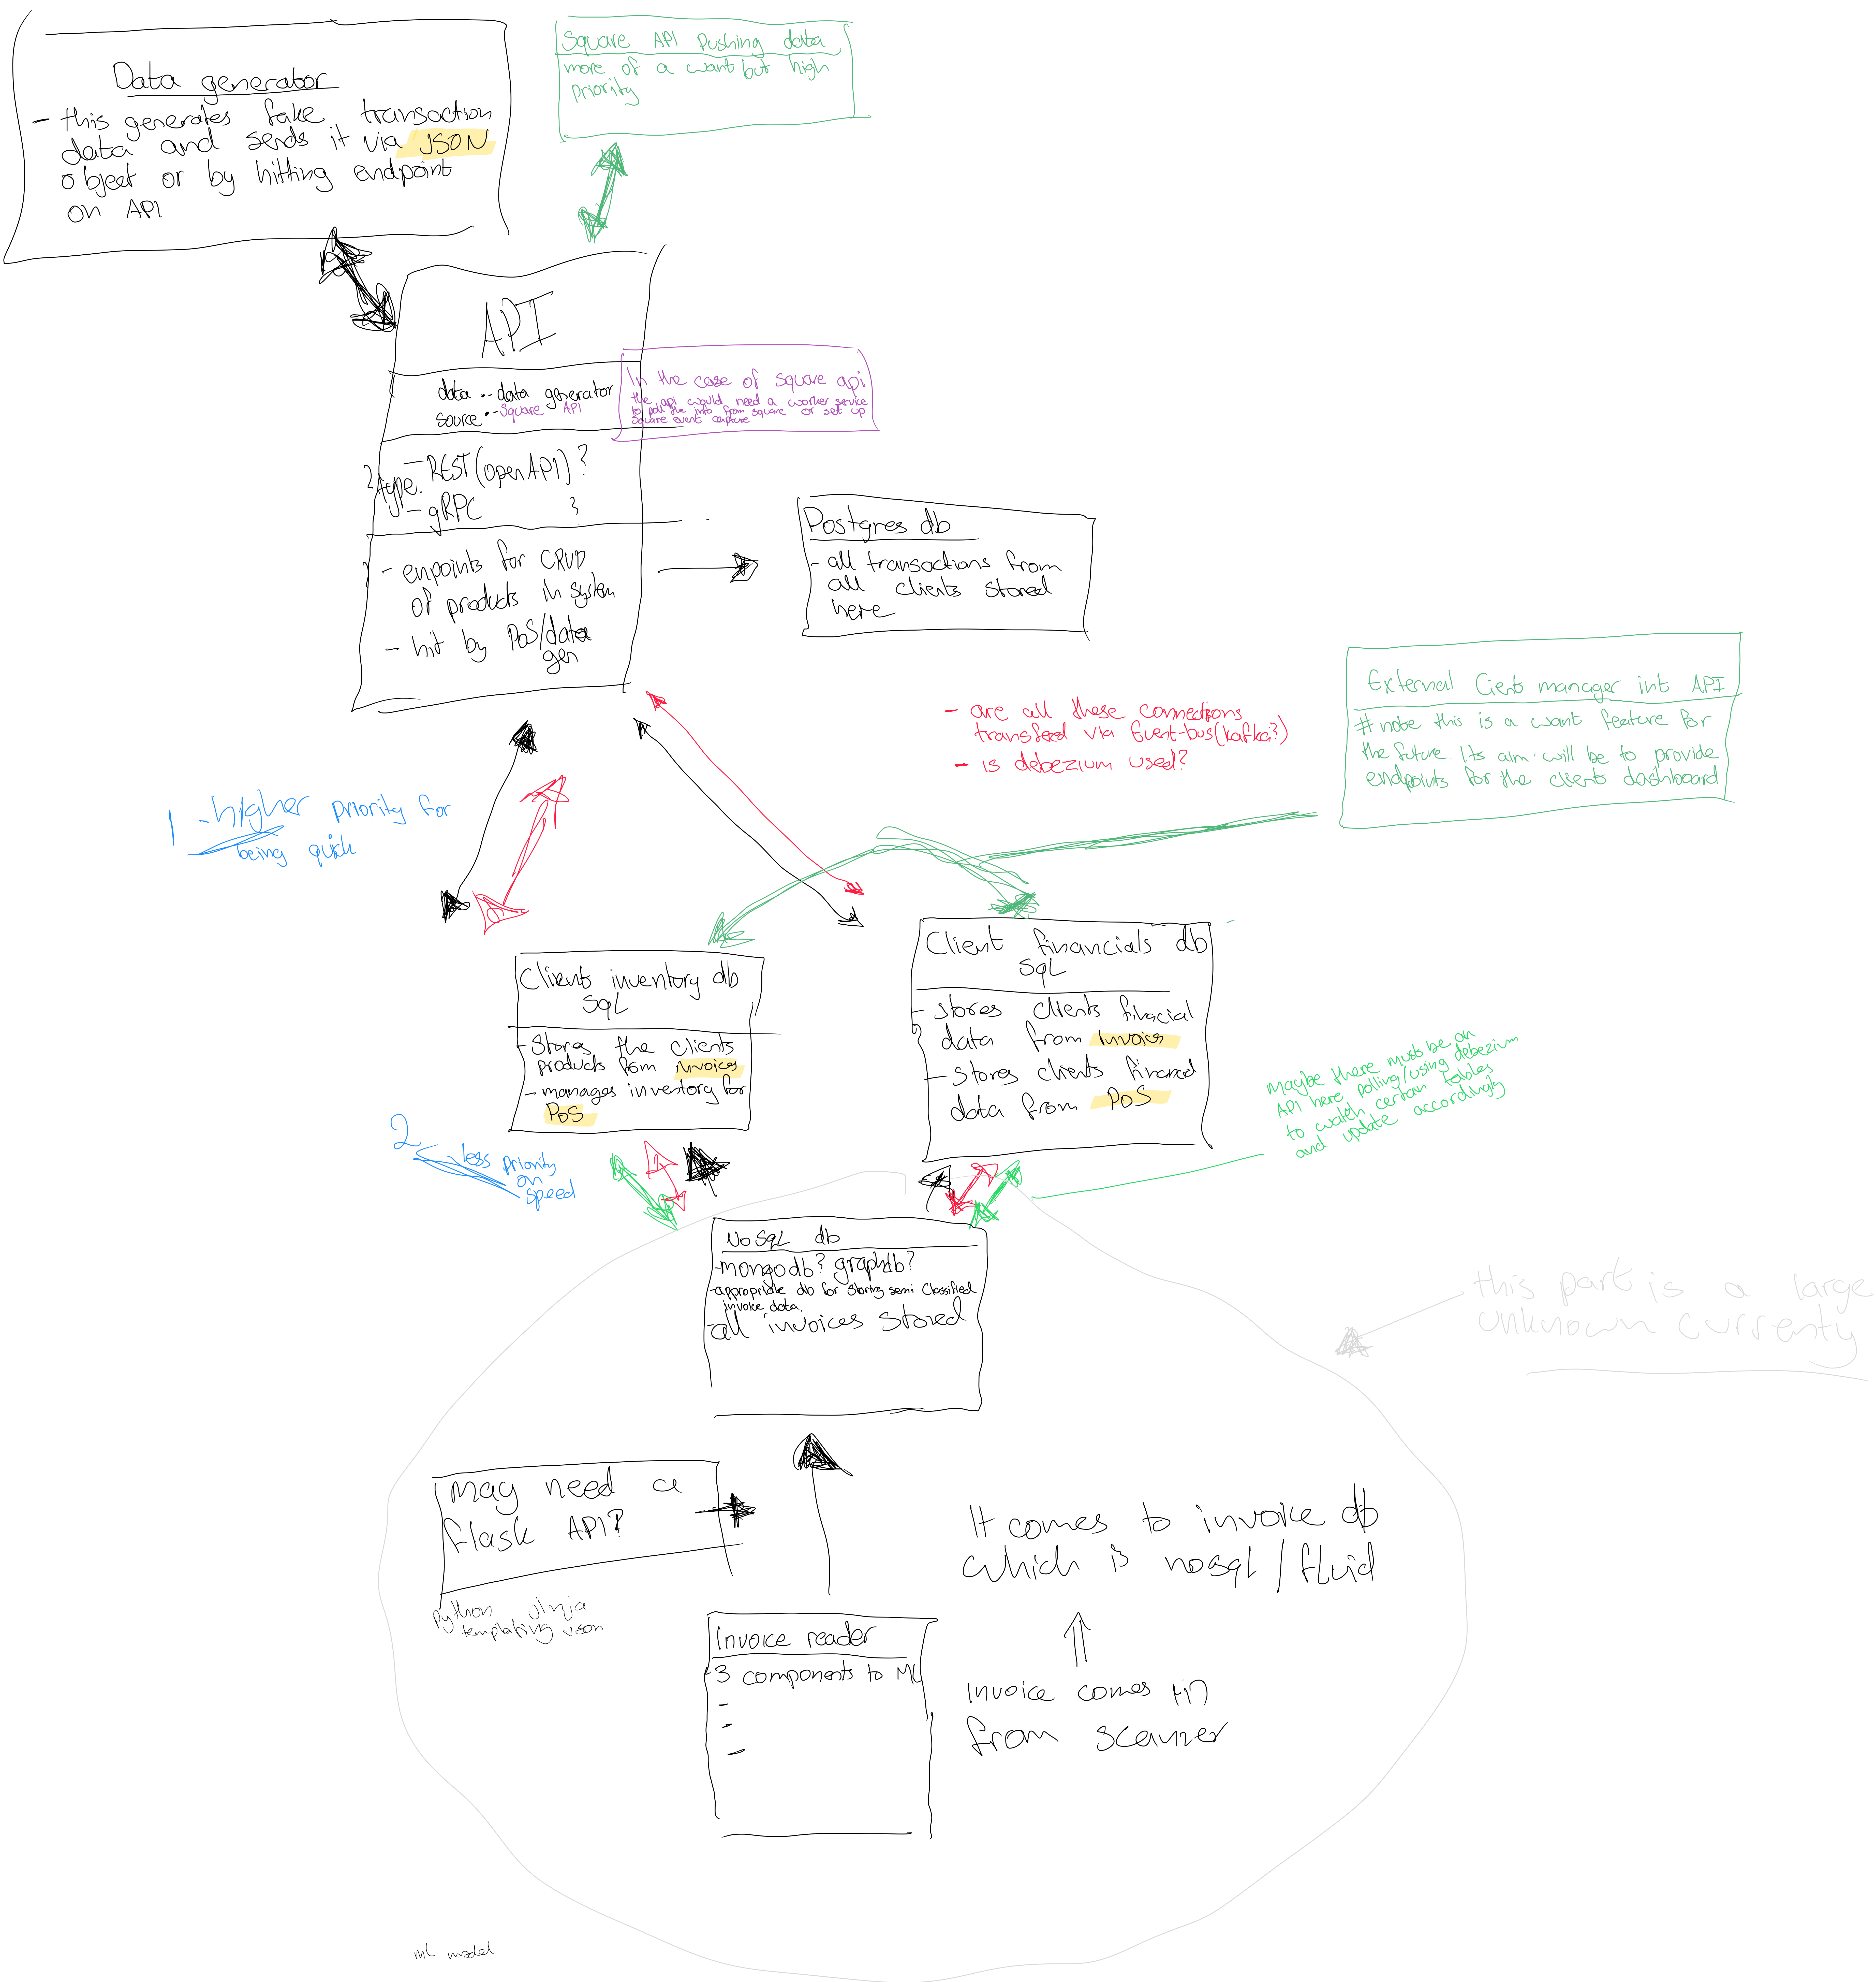 Data generator
- this generates fake transaction
data and sends it via JSON
object or by hitting endpoint
on API
Square API Pushing data
more of a want but high
priority
API
data .. data generator
source .. Square API
In the case of square api
the api would need a worker service
to poll the info from square or set up
square event capture
? type. - REST (openAPI) ?
- gRPC ?
- enpoints for CRUD
of products in system
- hit by PoS/data
gen
Postgres db
- all transactions from
all clients stored
here
External Cients manager int API
# note this is a want feature for
the future. Its aim will be to provide
endpoints for the clients dashboard
- are all these connections
transfered via Event-bus (kafka?)
- is debezium used?
1 - higher priority for
being quick
Clients inventory db
SQL
- Stores the clients
products from invoices
- manages inventory for
PoS
Client financials db
SQL
- stores clients finacial
data from Invoices
- stores clients financal
data from PoS
Maybe there must be an
API here polling/using debezium
to watch certain tables
and update accordingly
2 - less priority
on
speed
NoSQL db
- mongodb? graphdb?
- appropriate db for storing semi classified
invoice data.
- all invoices stored
this part is a large
unknown currenty
may need a
flask API?
python jinja
templating json
It comes to invoice db
which is nosql / fluid
Invoice comes in
from scanner
Invoice reader
- 3 components to ML
-
-
-
ml model